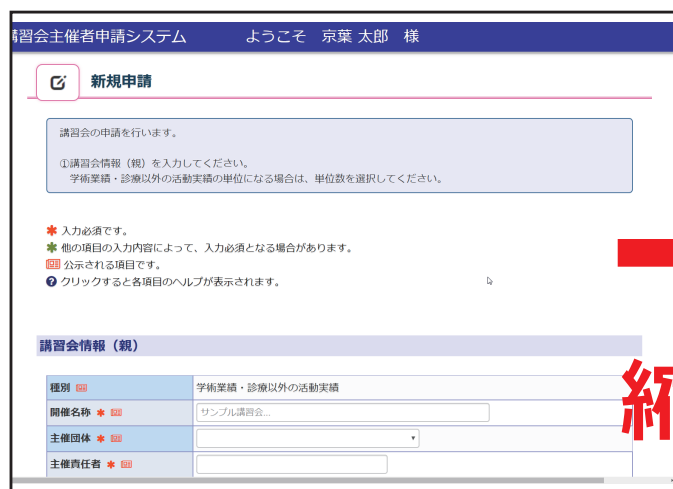 講習会主催者申請システム ようこそ 京葉 太郎 様
新規申請
講習会の申請を行います。
①講習会情報（親）を入力してください。
学術業績・診療以外の活動実績の単位になる場合は、単位数を選択してください。
✱ 入力必須です。
✱ 他の項目の入力内容によって、入力必須となる場合があります。
公示される項目です。
? クリックすると各項目のヘルプが表示されます。
講習会情報（親）
種別 学術業績・診療以外の活動実績
開催名称 ✱ サンプル講習会...
主催団体 ✱
主催責任者 ✱